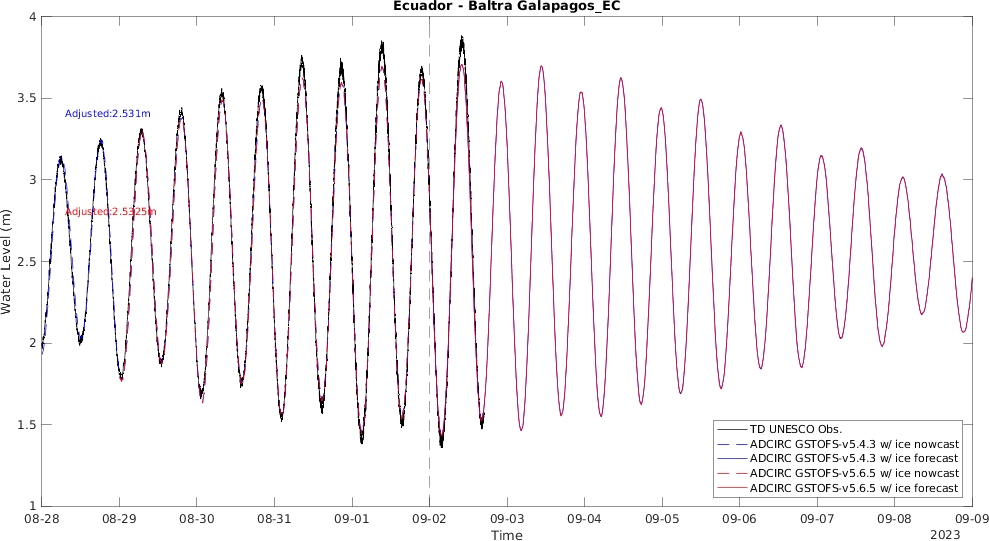 Ecuador - Baltra Galapagos_EC
4
3.5
3
2.5
2
1.5
1
Water Level (m)
Adjusted:2.531m
Adjusted:2.5325m
TD UNESCO Obs.
ADCIRC GSTOFS-v5.4.3 w/ ice nowcast
ADCIRC GSTOFS-v5.4.3 w/ ice forecast
ADCIRC GSTOFS-v5.6.5 w/ ice nowcast
ADCIRC GSTOFS-v5.6.5 w/ ice forecast
08-28 08-29 08-30 08-31 09-01 09-02 09-03 09-04 09-05 09-06 09-07 09-08 09-09
Time
2023